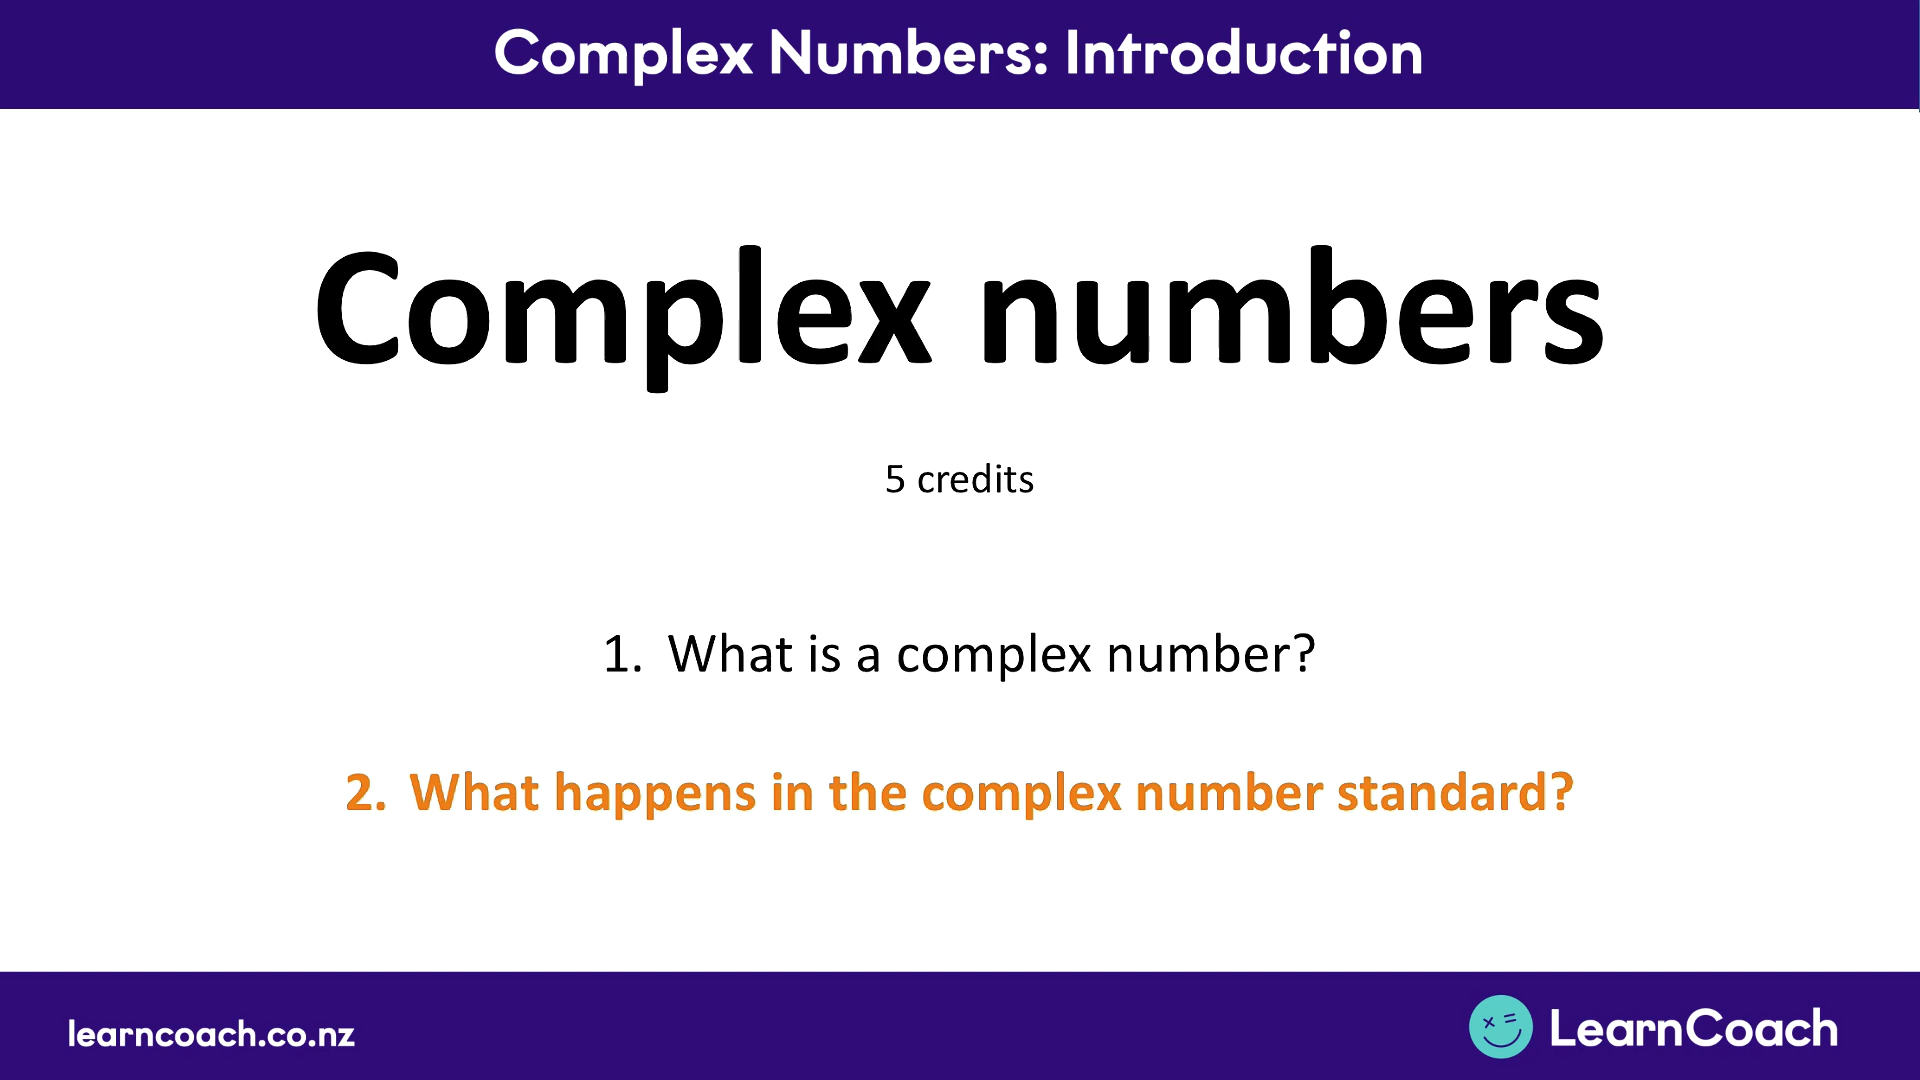 Complex Numbers: Introduction
Complex numbers
5 credits
1. What is a complex number?
2. What happens in the complex number standard?
learncoach.co.nz
LearnCoach